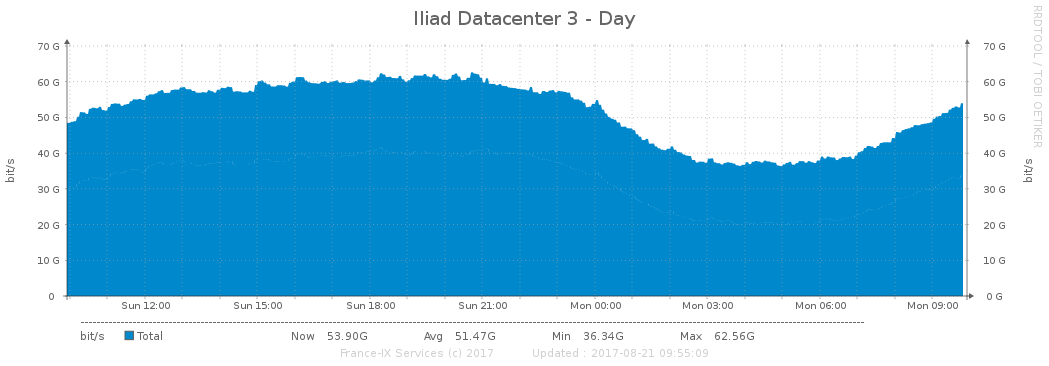 Iliad Datacenter 3 - Day
RRDTOOL / TOBI OETIKER
70 G 70 G
60 G 60 G
50 G 50 G
40 G 40 G
30 G 30 G
20 G 20 G
10 G 10 G
0 0 G
bit/s bit/s
Sun 12:00 Sun 15:00 Sun 18:00 Sun 21:00 Mon 00:00 Mon 03:00 Mon 06:00 Mon 09:00
bit/s Total Now 53.90G Avg 51.47G Min 36.34G Max 62.56G
France-IX Services (c) 2017 Updated : 2017-08-21 09:55:09